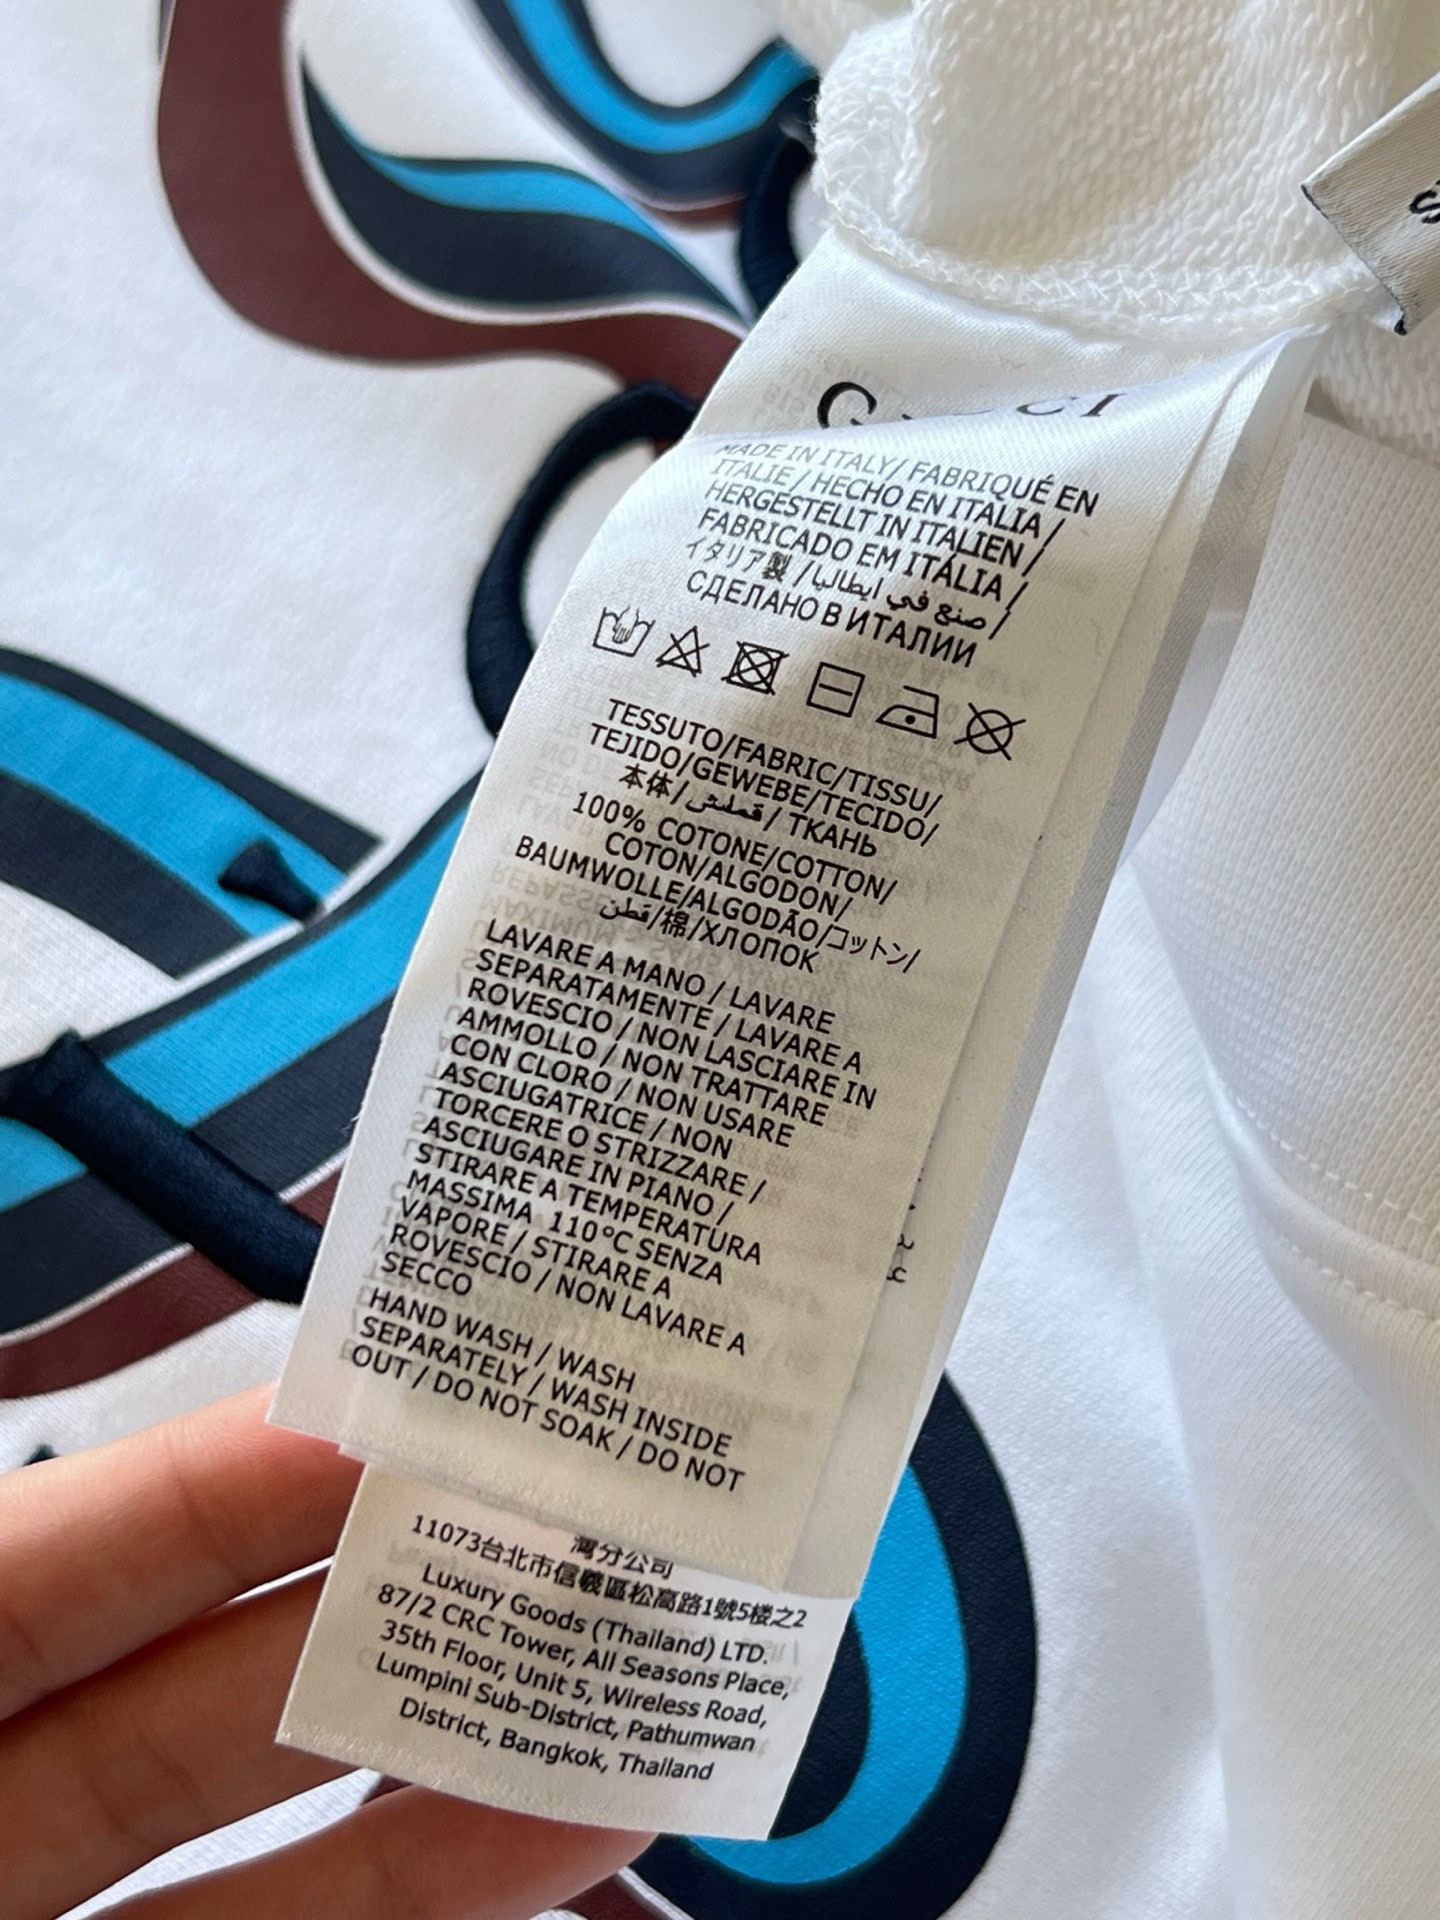 GUCCI
MADE IN ITALY/ FABRIQUÉ EN
ITALIE / HECHO EN ITALIA /
HERGESTELLT IN ITALIEN /
FABRICADO EM ITÁLIA /
イタリア製 / صنع في ايطاليا /
СДЕЛАНО В ИТАЛИИ
TESSUTO/FABRIC/TISSU/
TEJIDO/GEWEBE/TECIDO/
本体/قماش/ ТКАНЬ
100% COTONE/COTTON/
COTON/ALGODON/
BAUMWOLLE/ALGODÃO/コットン/
قطن/棉/ХЛОПОК
LAVARE A MANO / LAVARE
SEPARATAMENTE / LAVARE A
ROVESCIO / NON LASCIARE IN
AMMOLLO / NON TRATTARE
CON CLORO / NON USARE
ASCIUGATRICE / NON
TORCERE O STRIZZARE /
ASCIUGARE IN PIANO /
STIRARE A TEMPERATURA
MASSIMA 110°C SENZA
VAPORE / STIRARE A
ROVESCIO / NON LAVARE A
SECCO
HAND WASH / WASH
SEPARATELY / WASH INSIDE
OUT / DO NOT SOAK / DO NOT
灣分公司
11073台北市信義區松高路1號5楼之2
Luxury Goods (Thailand) LTD.
87/2 CRC Tower, All Seasons Place,
35th Floor, Unit 5, Wireless Road,
Lumpini Sub-District, Pathumwan
District, Bangkok, Thailand